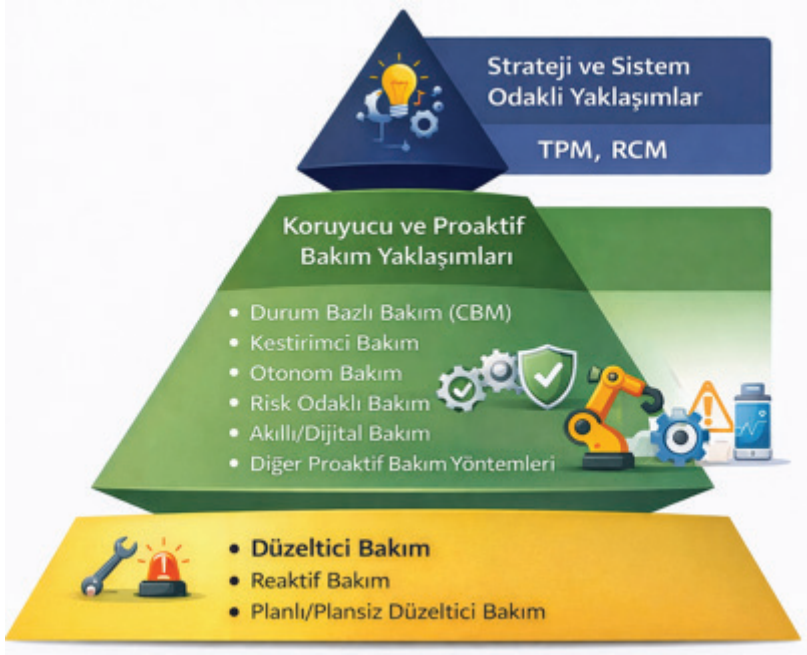 Strateji ve Sistem
Odakli Yaklaşımlar
TPM, RCM
Koruyucu ve Proaktif
Bakım Yaklaşımları
• Durum Bazlı Bakım (CBM)
• Kestirimci Bakım
• Otonom Bakım
• Risk Odaklı Bakım
• Akıllı/Dijital Bakım
• Diğer Proaktif Bakım Yöntemleri
• Düzeltici Bakım
• Reaktif Bakım
• Planlı/Plansiz Düzeltici Bakım